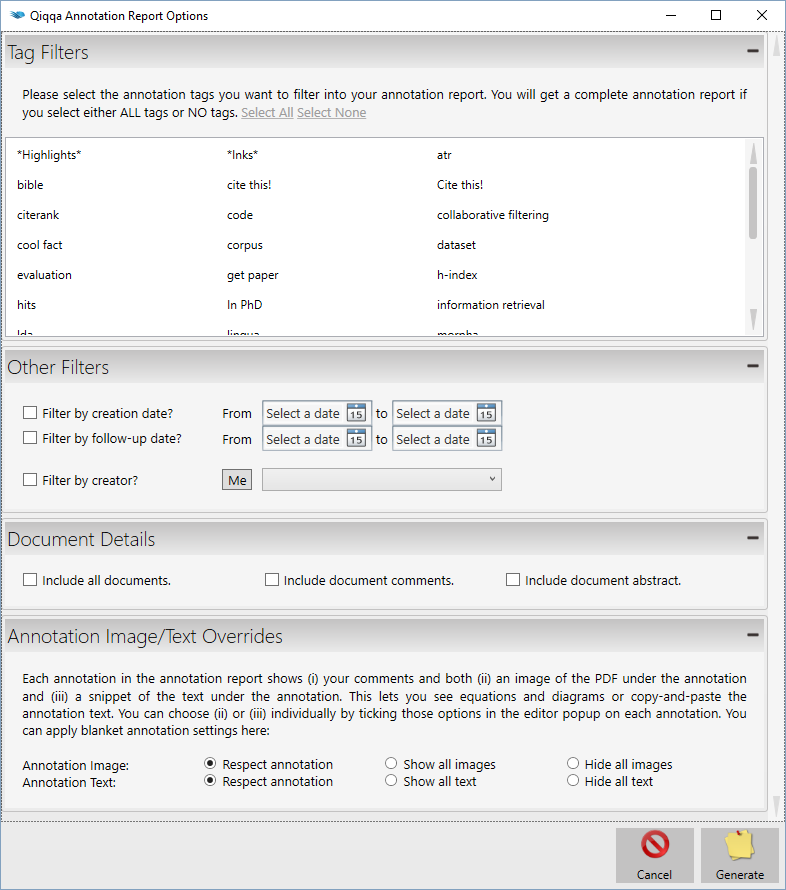 Qiqqa Annotation Report Options
Tag Filters
Please select the annotation tags you want to filter into your annotation report. You will get a complete annotation report if
you select either ALL tags or NO tags. Select All Select None
*Highlights* *Inks* atr
bible cite this! Cite this!
citerank code collaborative filtering
cool fact corpus dataset
evaluation get paper h-index
hits In PhD information retrieval
Other Filters
Filter by creation date? From Select a date 15 to Select a date 15
Filter by follow-up date? From Select a date 15 to Select a date 15
Filter by creator? Me
Document Details
Include all documents. Include document comments. Include document abstract.
Annotation Image/Text Overrides
Each annotation in the annotation report shows (i) your comments and both (ii) an image of the PDF under the annotation
and (iii) a snippet of the text under the annotation. This lets you see equations and diagrams or copy-and-paste the
annotation text. You can choose (ii) or (iii) individually by ticking those options in the editor popup on each annotation. You
can apply blanket annotation settings here:
Annotation Image: Respect annotation Show all images Hide all images
Annotation Text: Respect annotation Show all text Hide all text
Cancel Generate